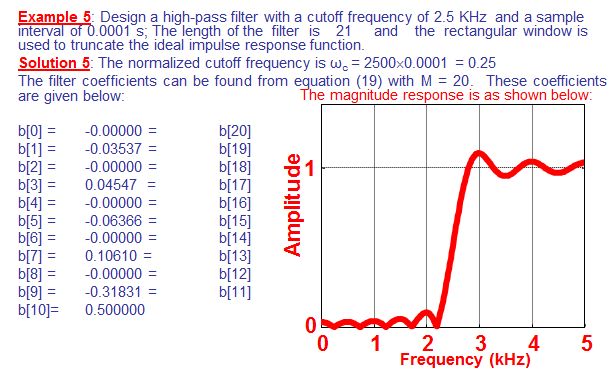 Example 5: Design a high-pass filter with a cutoff frequency of 2.5 KHz and a sample
interval of 0.0001 s; The length of the filter is 21 and the rectangular window is
used to truncate the ideal impulse response function.
Solution 5: The normalized cutoff frequency is ω꜀ = 2500×0.0001 = 0.25
The filter coefficients can be found from equation (19) with M = 20. These coefficients
are given below:
The magnitude response is as shown below:
b[0] = -0.00000 = b[20]
b[1] = -0.03537 = b[19]
b[2] = -0.00000 = b[18]
b[3] = 0.04547 = b[17]
b[4] = -0.00000 = b[16]
b[5] = -0.06366 = b[15]
b[6] = -0.00000 = b[14]
b[7] = 0.10610 = b[13]
b[8] = -0.00000 = b[12]
b[9] = -0.31831 = b[11]
b[10]= 0.500000
Amplitude
1
0
0 1 2 3 4 5
Frequency (kHz)